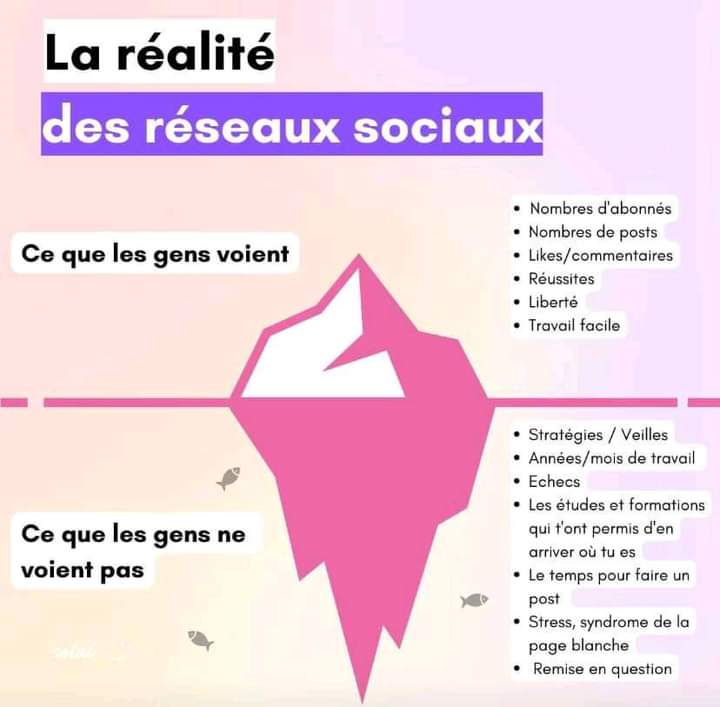 La réalité
des réseaux sociaux
Ce que les gens voient
• Nombres d'abonnés
• Nombres de posts
• Likes/commentaires
• Réussites
• Liberté
• Travail facile
Ce que les gens ne
voient pas
• Stratégies / Veilles
• Années/mois de travail
• Echecs
• Les études et formations
qui t'ont permis d'en
arriver où tu es
• Le temps pour faire un
post
• Stress, syndrome de la
page blanche
• Remise en question